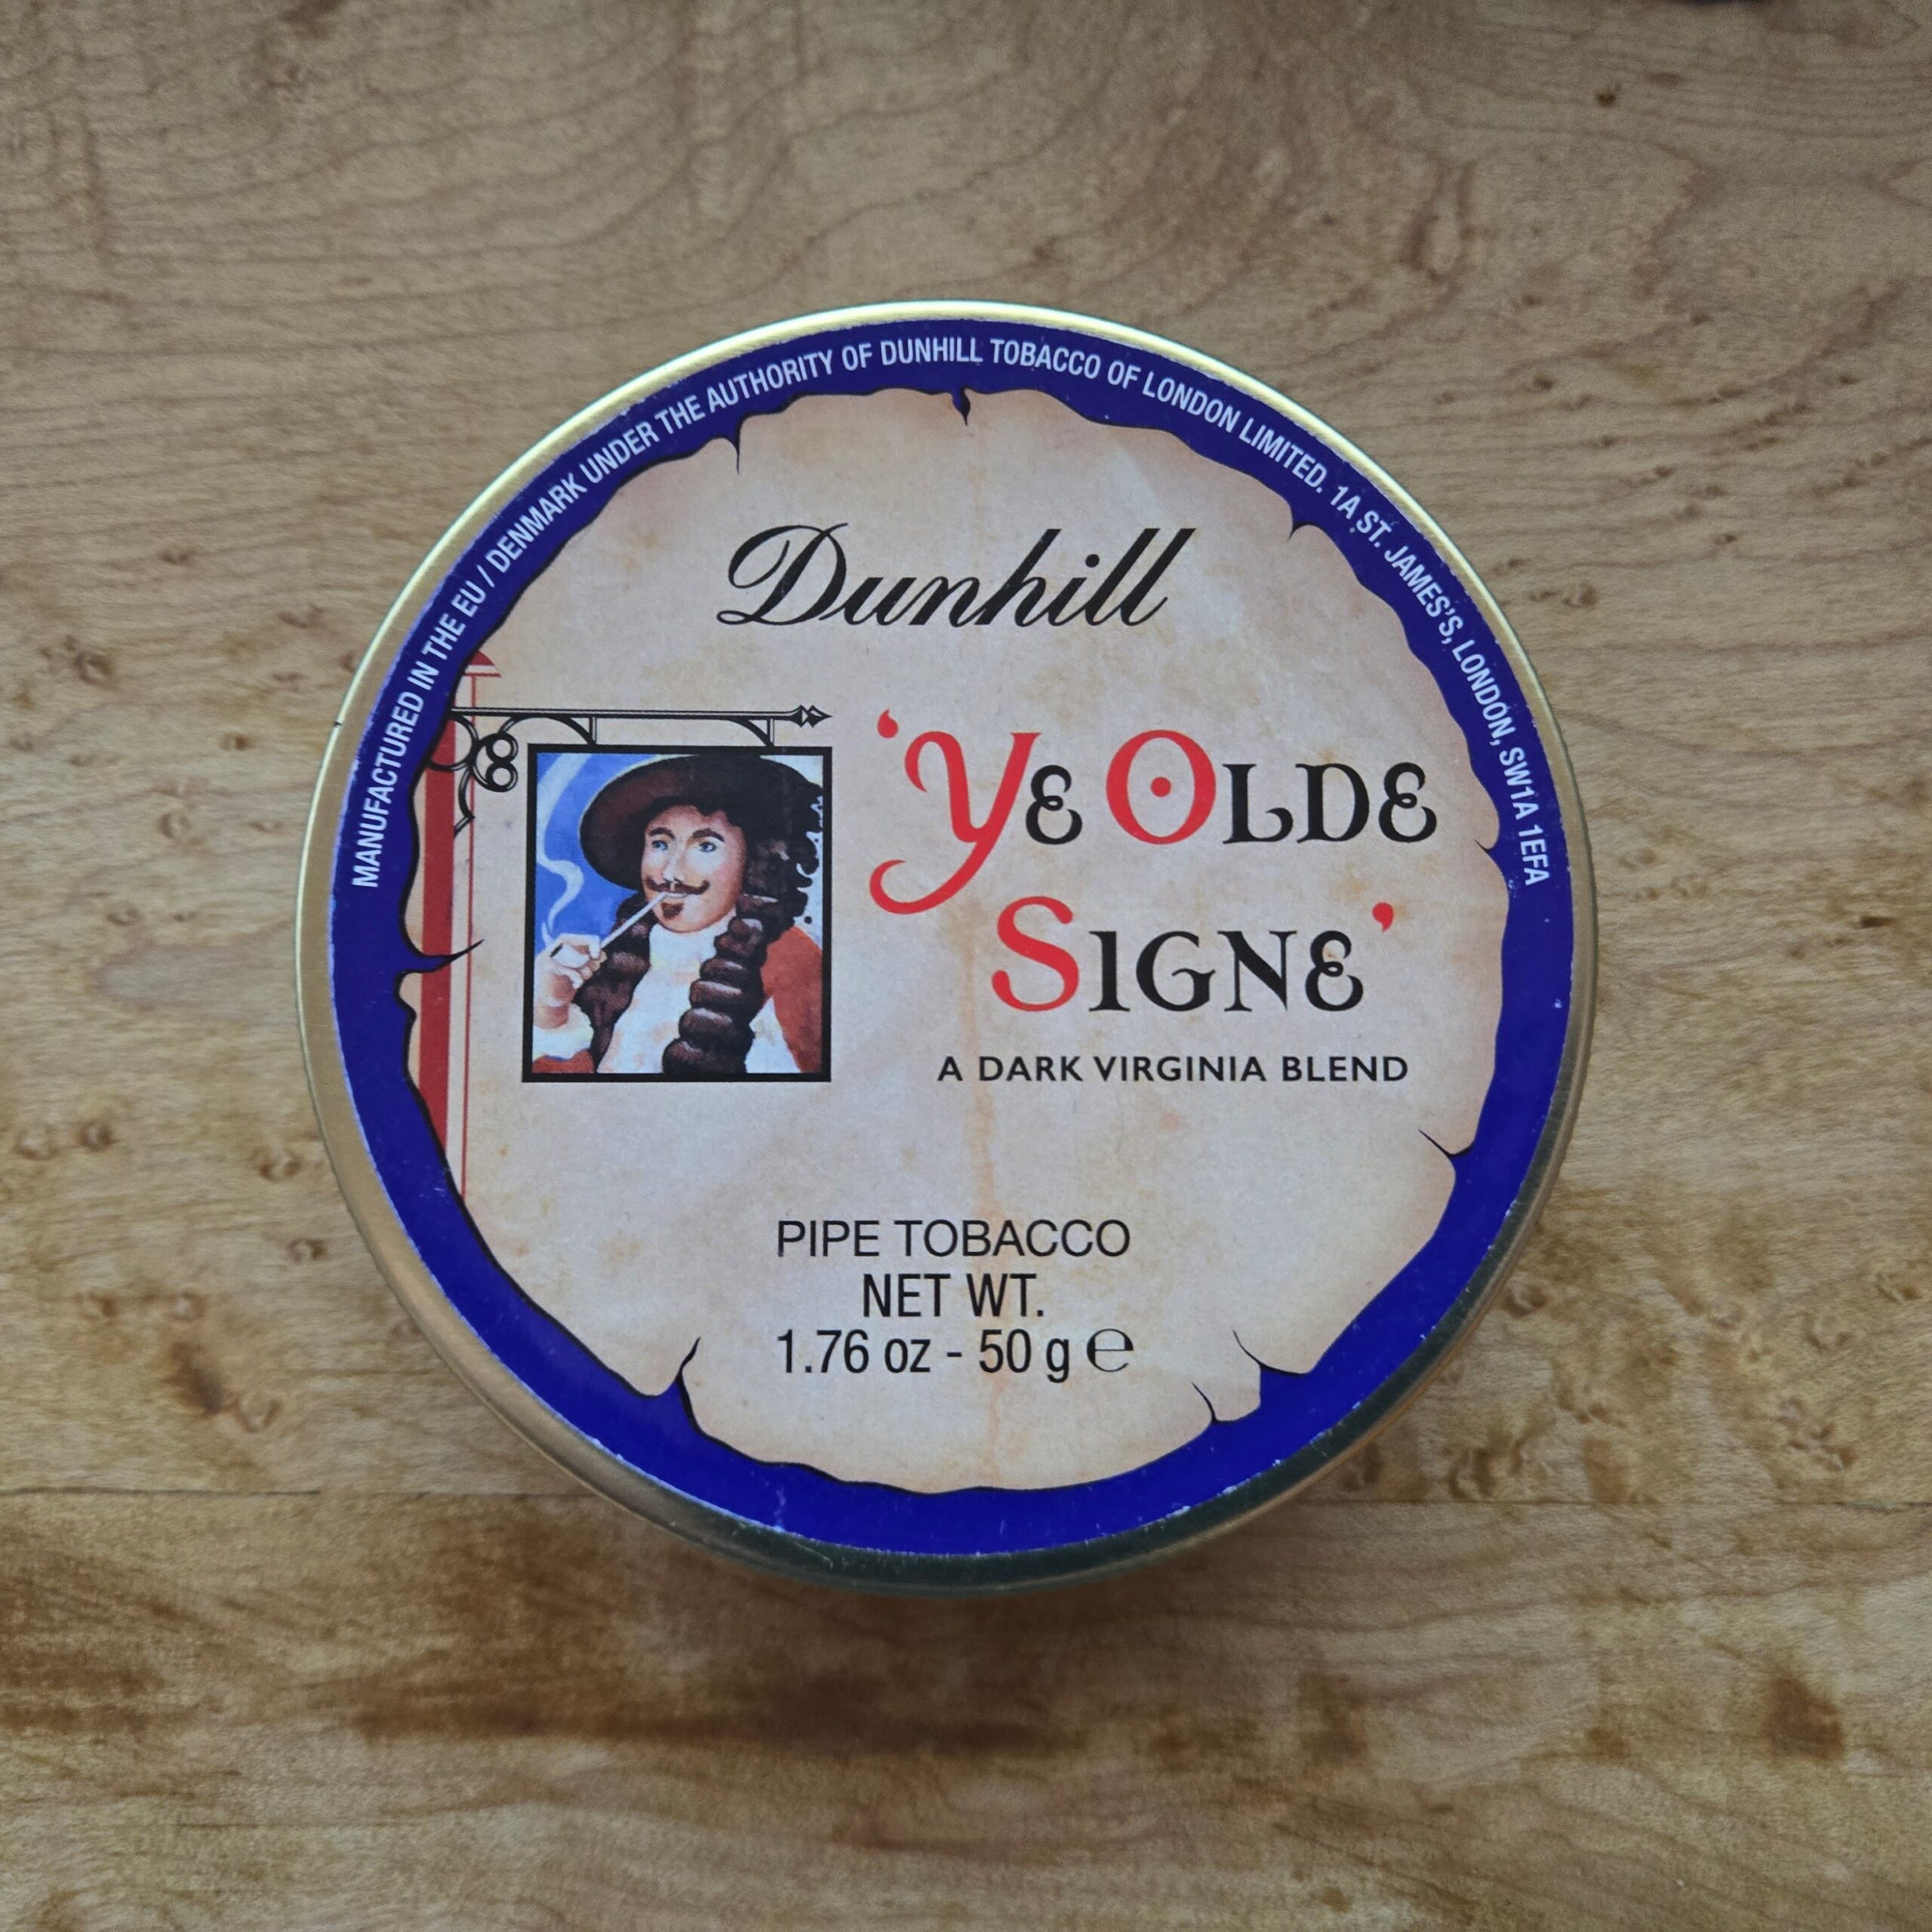 MANUFACTURED IN THE EU / DENMARK UNDER THE AUTHORITY OF DUNHILL TOBACCO OF LONDON LIMITED. 1A ST. JAMES'S, LONDON, SW1A 1EFA
Dunhill
'YE OLDE
SIGNE'
A DARK VIRGINIA BLEND
PIPE TOBACCO
NET WT.
1.76 oz - 50 g ℮